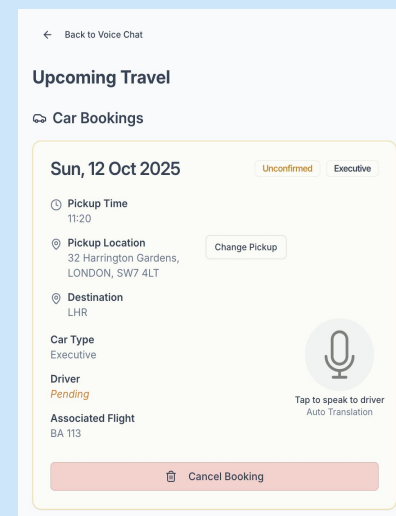 Back to Voice Chat
Upcoming Travel
Car Bookings
Sun, 12 Oct 2025
Unconfirmed
Executive
Pickup Time
11:20
Pickup Location
32 Harrington Gardens,
LONDON, SW7 4LT
Change Pickup
Destination
LHR
Car Type
Executive
Driver
Pending
Tap to speak to driver
Auto Translation
Associated Flight
BA 113
Cancel Booking